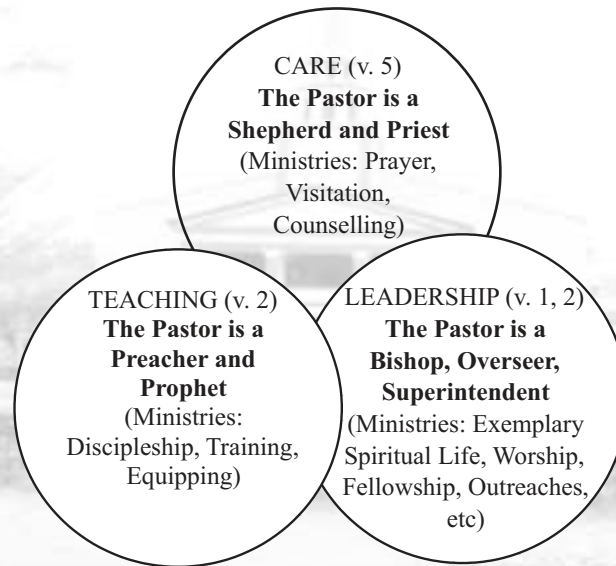 CARE (v. 5)
The Pastor is a
Shepherd and Priest
(Ministries: Prayer,
Visitation,
Counselling)
TEACHING (v. 2)
The Pastor is a
Preacher and
Prophet
(Ministries:
Discipleship, Training,
Equipping)
LEADERSHIP (v. 1, 2)
The Pastor is a
Bishop, Overseer,
Superintendent
(Ministries: Exemplary
Spiritual Life, Worship,
Fellowship, Outreaches,
etc)